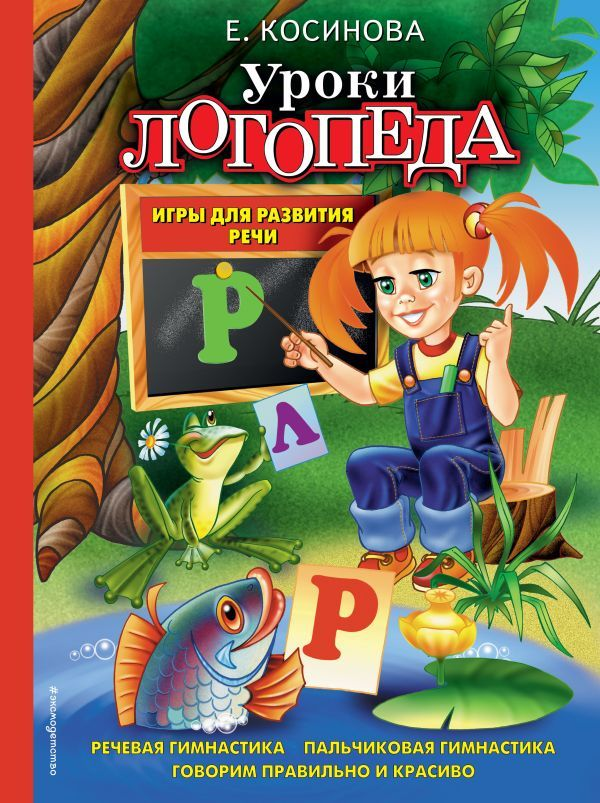 Е. КОСИНОВА
Уроки
ЛОГОПЕДА
ИГРЫ ДЛЯ РАЗВИТИЯ
РЕЧИ
Р
Л
Р
#эксмодетство
РЕЧЕВАЯ ГИМНАСТИКА ПАЛЬЧИКОВАЯ ГИМНАСТИКА
ГОВОРИМ ПРАВИЛЬНО И КРАСИВО